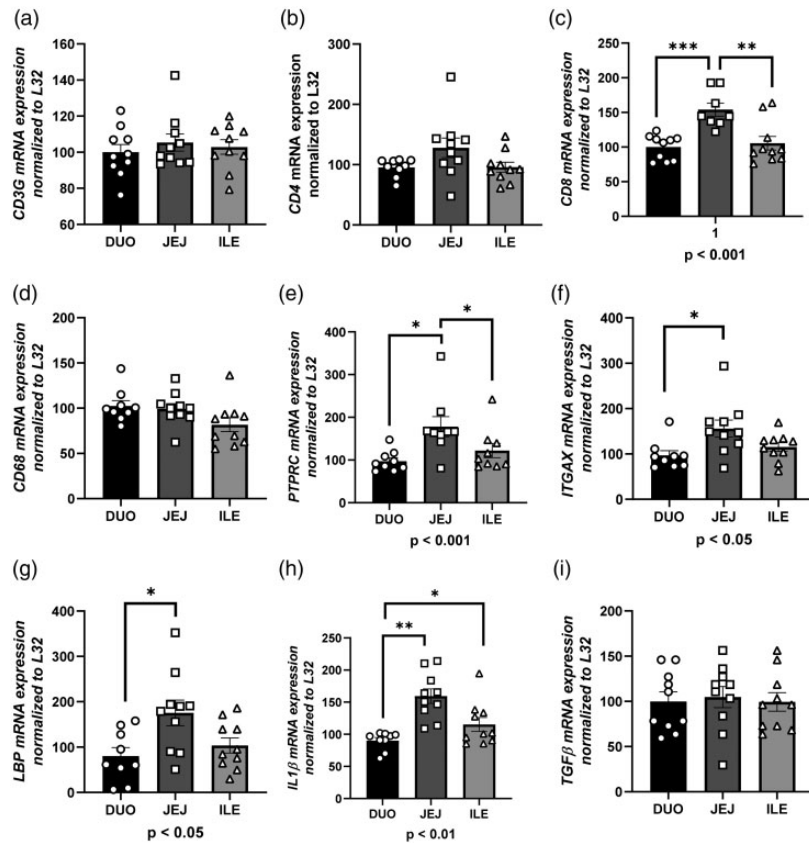 (a)
CD3G mRNA expression
normalized to L32
160
140
120
100
80
60
DUO JEJ ILE
(b)
CD4 mRNA expression
normalized to L32
300
200
100
0
DUO JEJ ILE
(c)
CD8 mRNA expression
normalized to L32
250
200
150
100
50
0
*** **
1
p < 0.001
(d)
CD68 mRNA expression
normalized to L32
200
150
100
50
0
DUO JEJ ILE
(e)
PTPRC mRNA expression
normalized to L32
400
300
200
100
0
* *
DUO JEJ ILE
p < 0.001
(f)
ITGAX mRNA expression
normalized to L32
400
300
200
100
0
*
DUO JEJ ILE
p < 0.05
(g)
LBP mRNA expression
normalized to L32
400
300
200
100
0
*
DUO JEJ ILE
p < 0.05
(h)
IL1β mRNA expression
normalized to L32
250
200
150
100
50
0
*
**
DUO JEJ ILE
p < 0.01
(i)
TGFβ mRNA expression
normalized to L32
200
150
100
50
0
DUO JEJ ILE